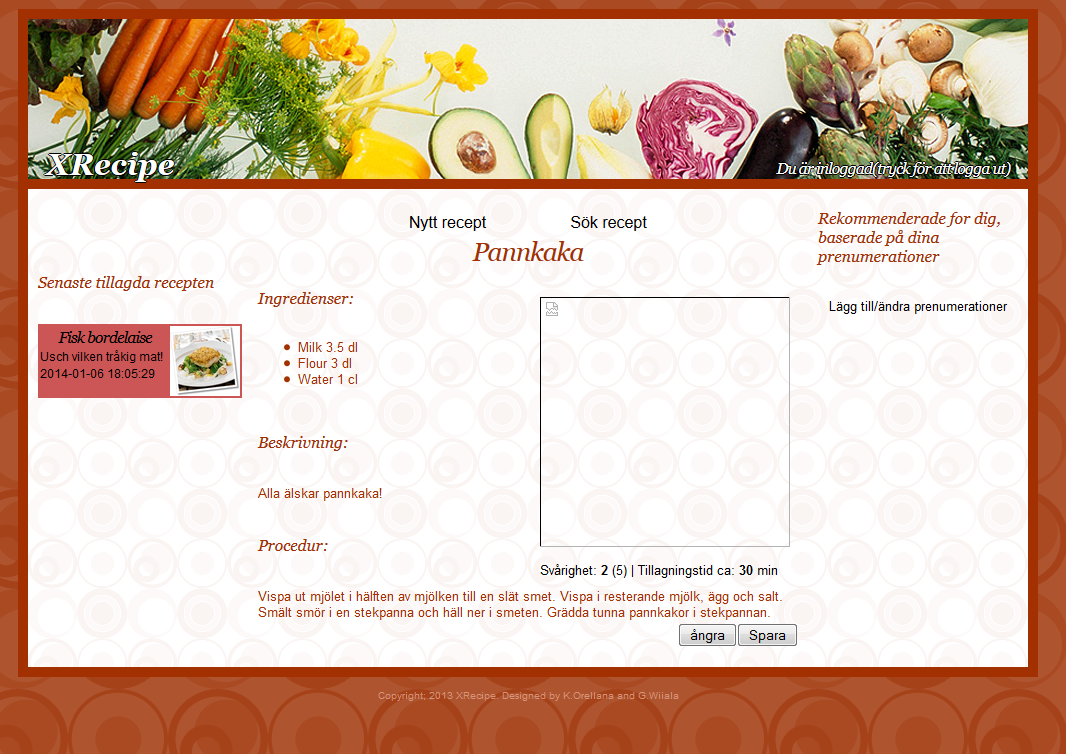 XRecipe
Du är inloggad(tryck för att logga ut)
Nytt recept
Sök recept
Pannkaka
Senaste tillagda recepten
Fisk bordelaise
Usch vilken tråkig mat!
2014-01-06 18:05:29
Ingredienser:
Milk 3.5 dl
Flour 3 dl
Water 1 cl
Beskrivning:
Alla älskar pannkaka!
Procedur:
Svårighet: 2 (5) | Tillagningstid ca: 30 min
Vispa ut mjölet i hälften av mjölken till en slät smet. Vispa i resterande mjölk, ägg och salt.
Smält smör i en stekpanna och häll ner i smeten. Grädda tunna pannkakor i stekpannan.
ångra
Spara
Rekommenderade for dig,
baserade på dina
prenumerationer
Lägg till/ändra prenumerationer
Copyright; 2013 XRecipe. Designed by K.Orellana and G.Wiiala